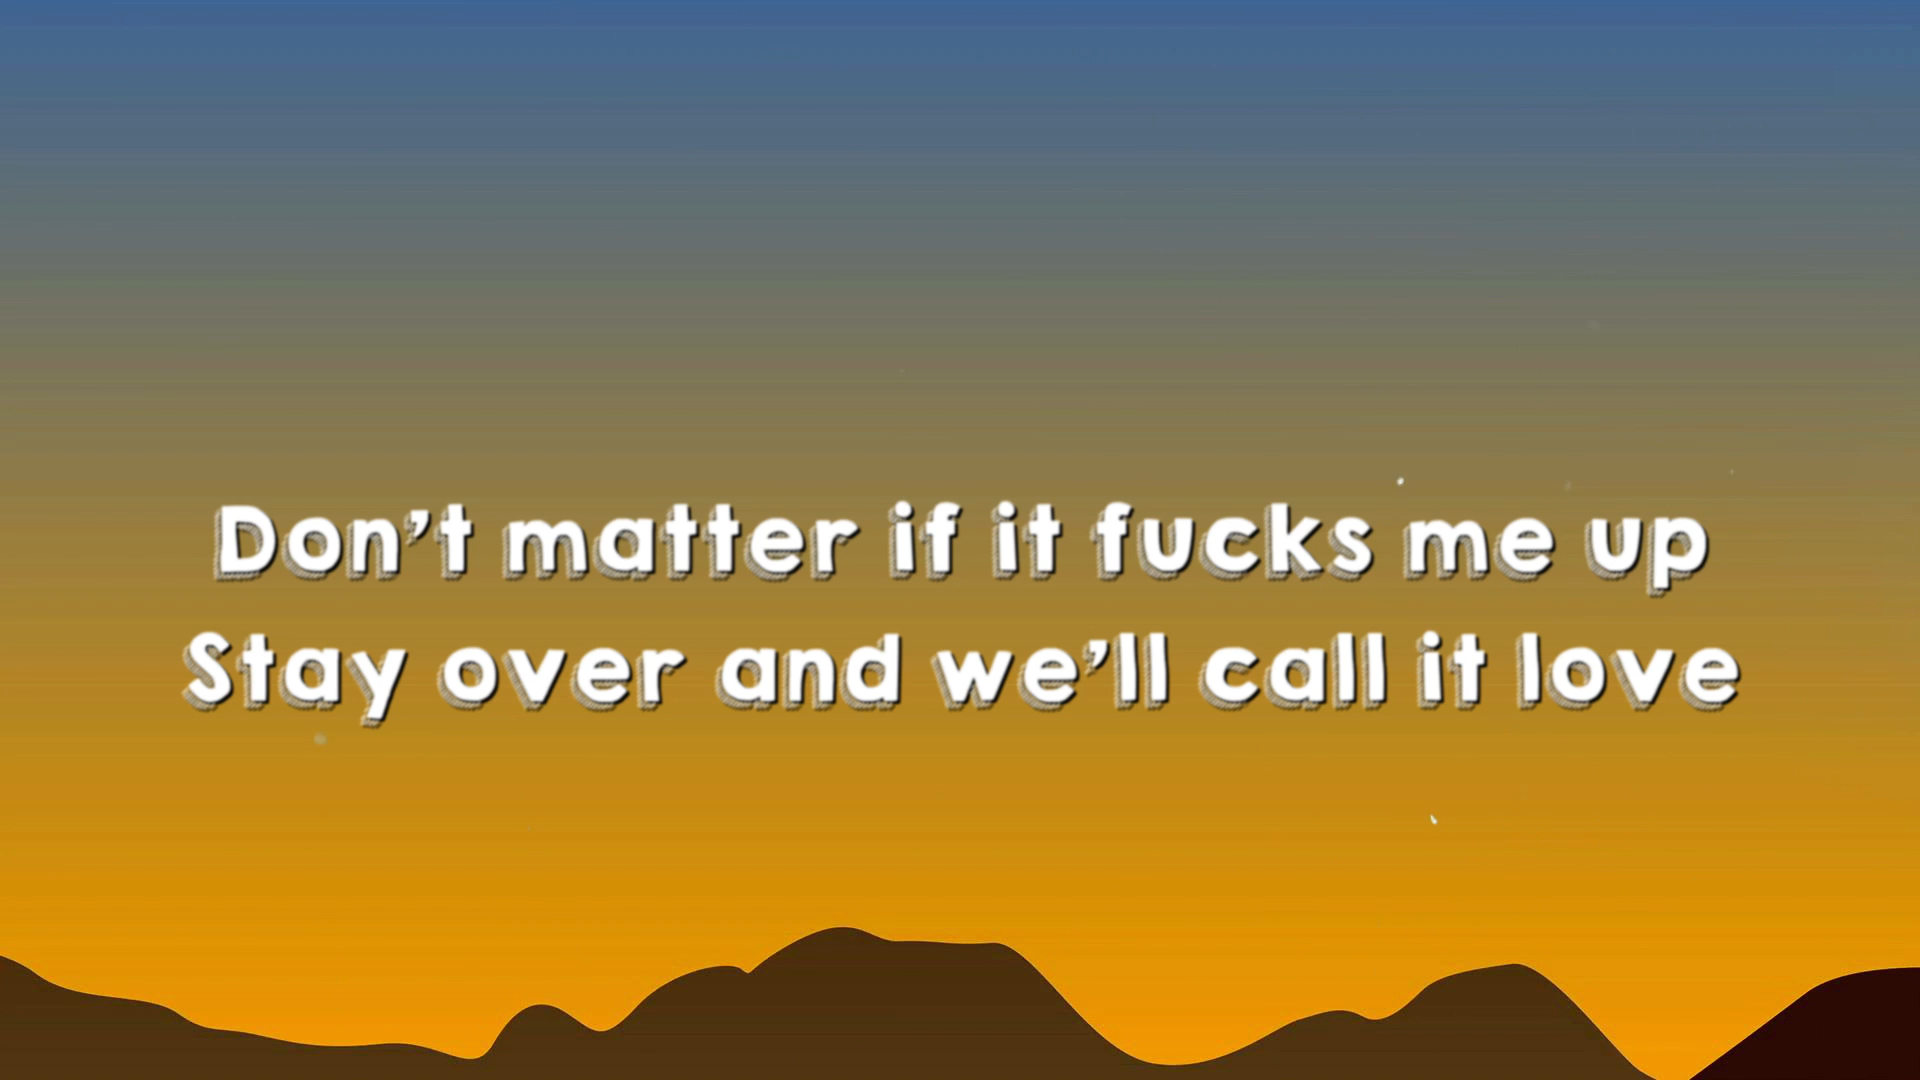 Don’t matter if it fucks me up
Stay over and we’ll call it love